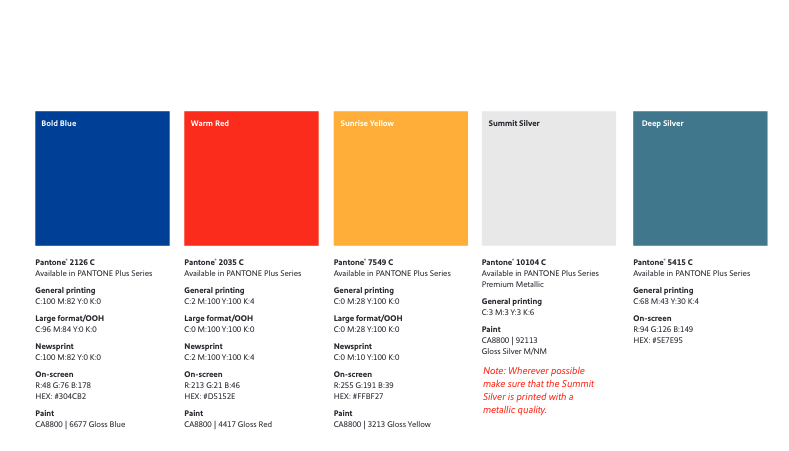 Bold Blue
Pantone® 2126 C
Available in PANTONE Plus Series
General printing
C:100 M:82 Y:0 K:0
Large format/OOH
C:96 M:84 Y:0 K:0
Newsprint
C:100 M:82 Y:0 K:0
On-screen
R:48 G:76 B:178
HEX: #304CB2
Paint
CA8800 | 6677 Gloss Blue
Warm Red
Pantone® 2035 C
Available in PANTONE Plus Series
General printing
C:2 M:100 Y:100 K:4
Large format/OOH
C:0 M:100 Y:100 K:0
Newsprint
C:2 M:100 Y:100 K:4
On-screen
R:213 G:21 B:46
HEX: #D5152E
Paint
CA8800 | 4417 Gloss Red
Sunrise Yellow
Pantone® 7549 C
Available in PANTONE Plus Series
General printing
C:0 M:28 Y:100 K:0
Large format/OOH
C:0 M:28 Y:100 K:0
Newsprint
C:0 M:10 Y:100 K:0
On-screen
R:255 G:191 B:39
HEX: #FFBF27
Paint
CA8800 | 3213 Gloss Yellow
Summit Silver
Pantone® 10104 C
Available in PANTONE Plus Series
Premium Metallic
General printing
C:3 M:3 Y:3 K:6
Paint
CA8800 | 92113
Gloss Silver M/NM
Note: Wherever possible
make sure that the Summit
Silver is printed with a
metallic quality.
Deep Silver
Pantone® 5415 C
Available in PANTONE Plus Series
General printing
C:68 M:43 Y:30 K:4
On-screen
R:94 G:126 B:149
HEX: #5E7E95